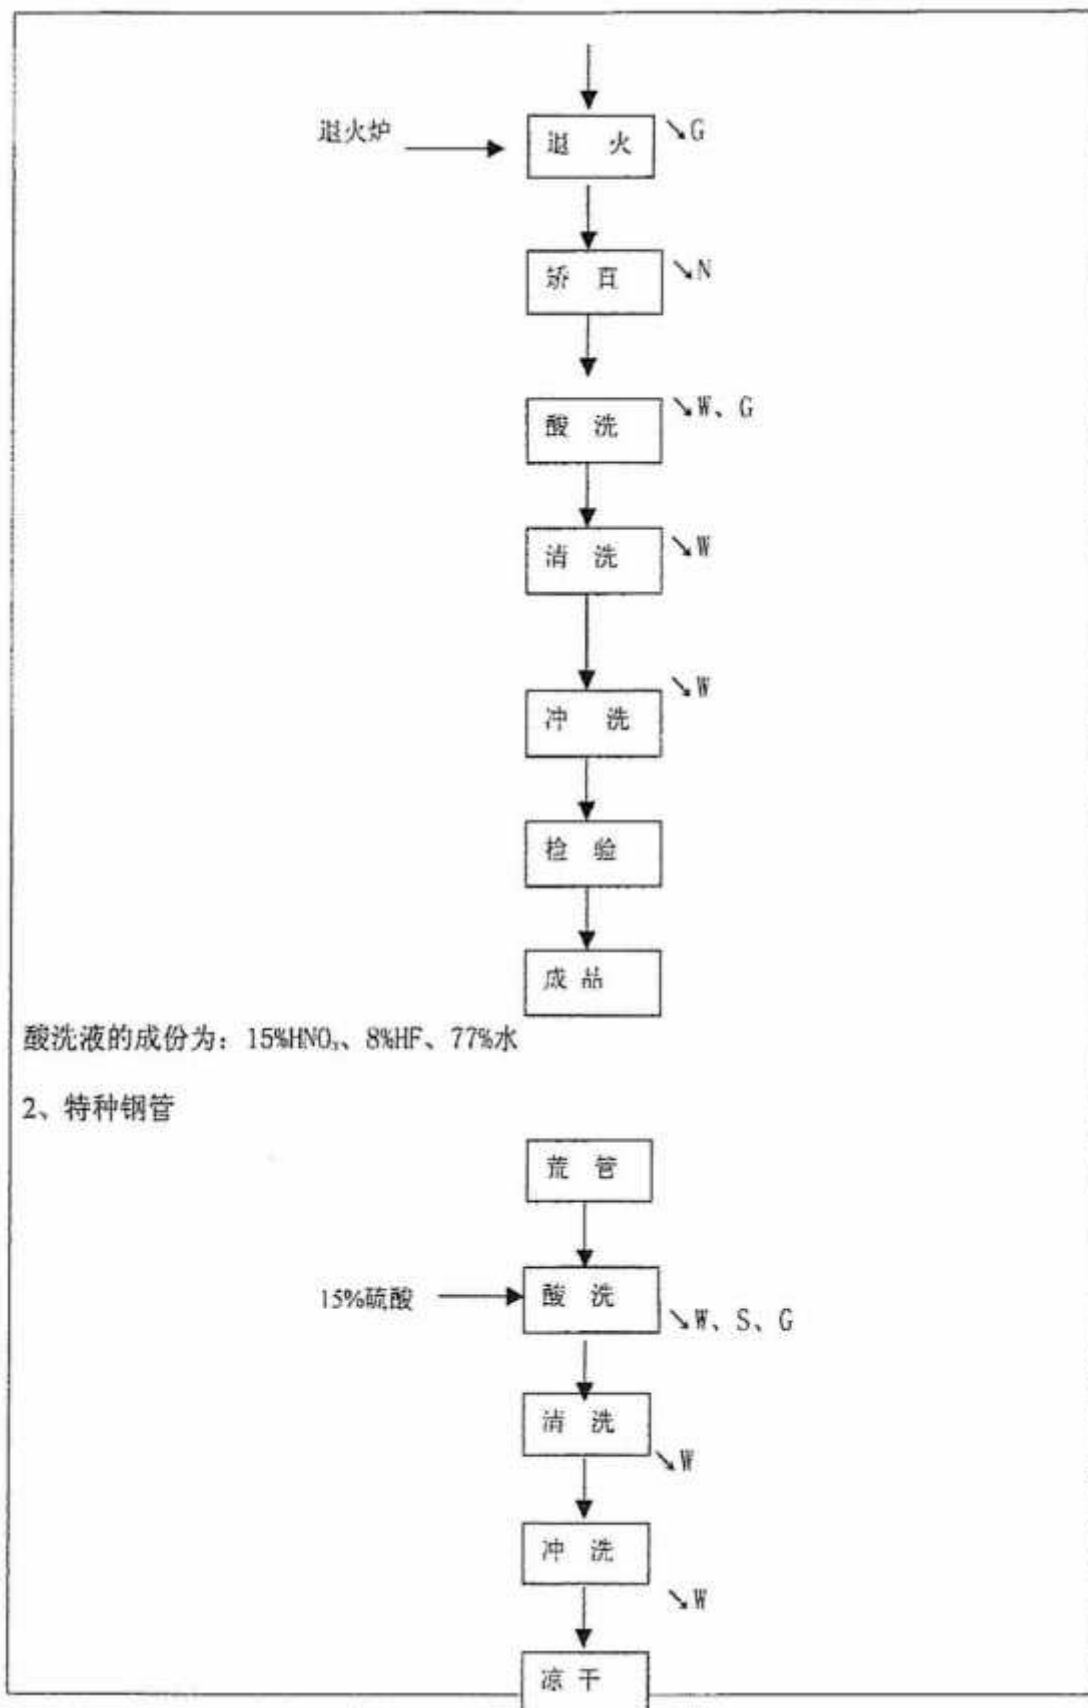 退火炉
退 火
↘G
矫 直
↘N
酸 洗
↘W、G
清 洗
↘W
冲 洗
↘W
检 验
成 品
酸洗液的成份为：15%HNO₃、8%HF、77%水
2、特种钢管
荒 管
15%硫酸
酸 洗
↘W、S、G
清 洗
↘W
冲 洗
↘W
凉 干